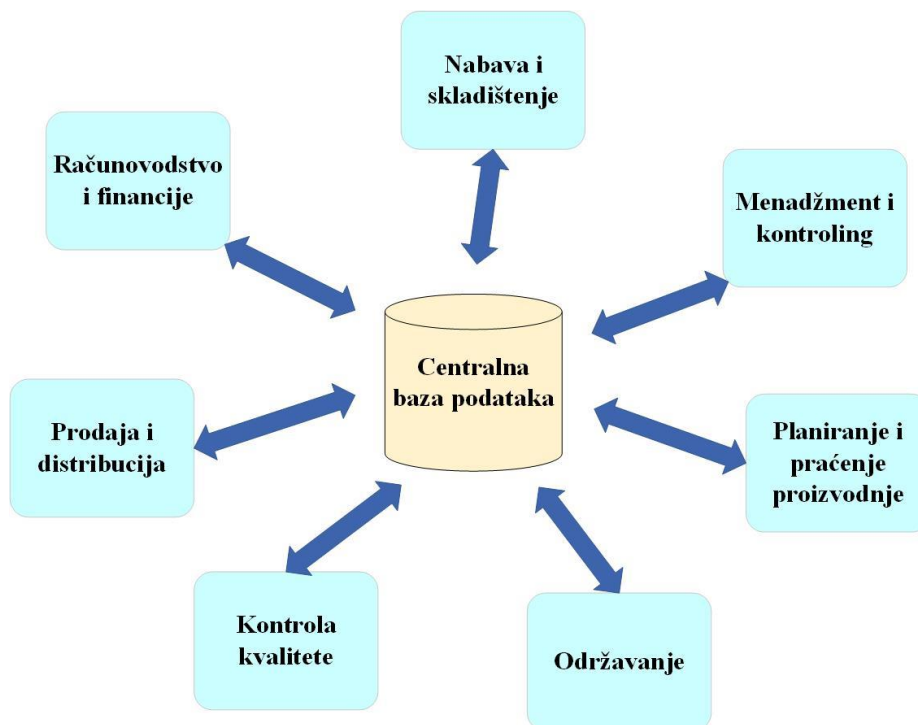 Nabava i
skladištenje
Računovodstvo
i financije
Menadžment i
kontroling
Centralna
baza podataka
Prodaja i
distribucija
Planiranje i
praćenje
proizvodnje
Kontrola
kvalitete
Održavanje